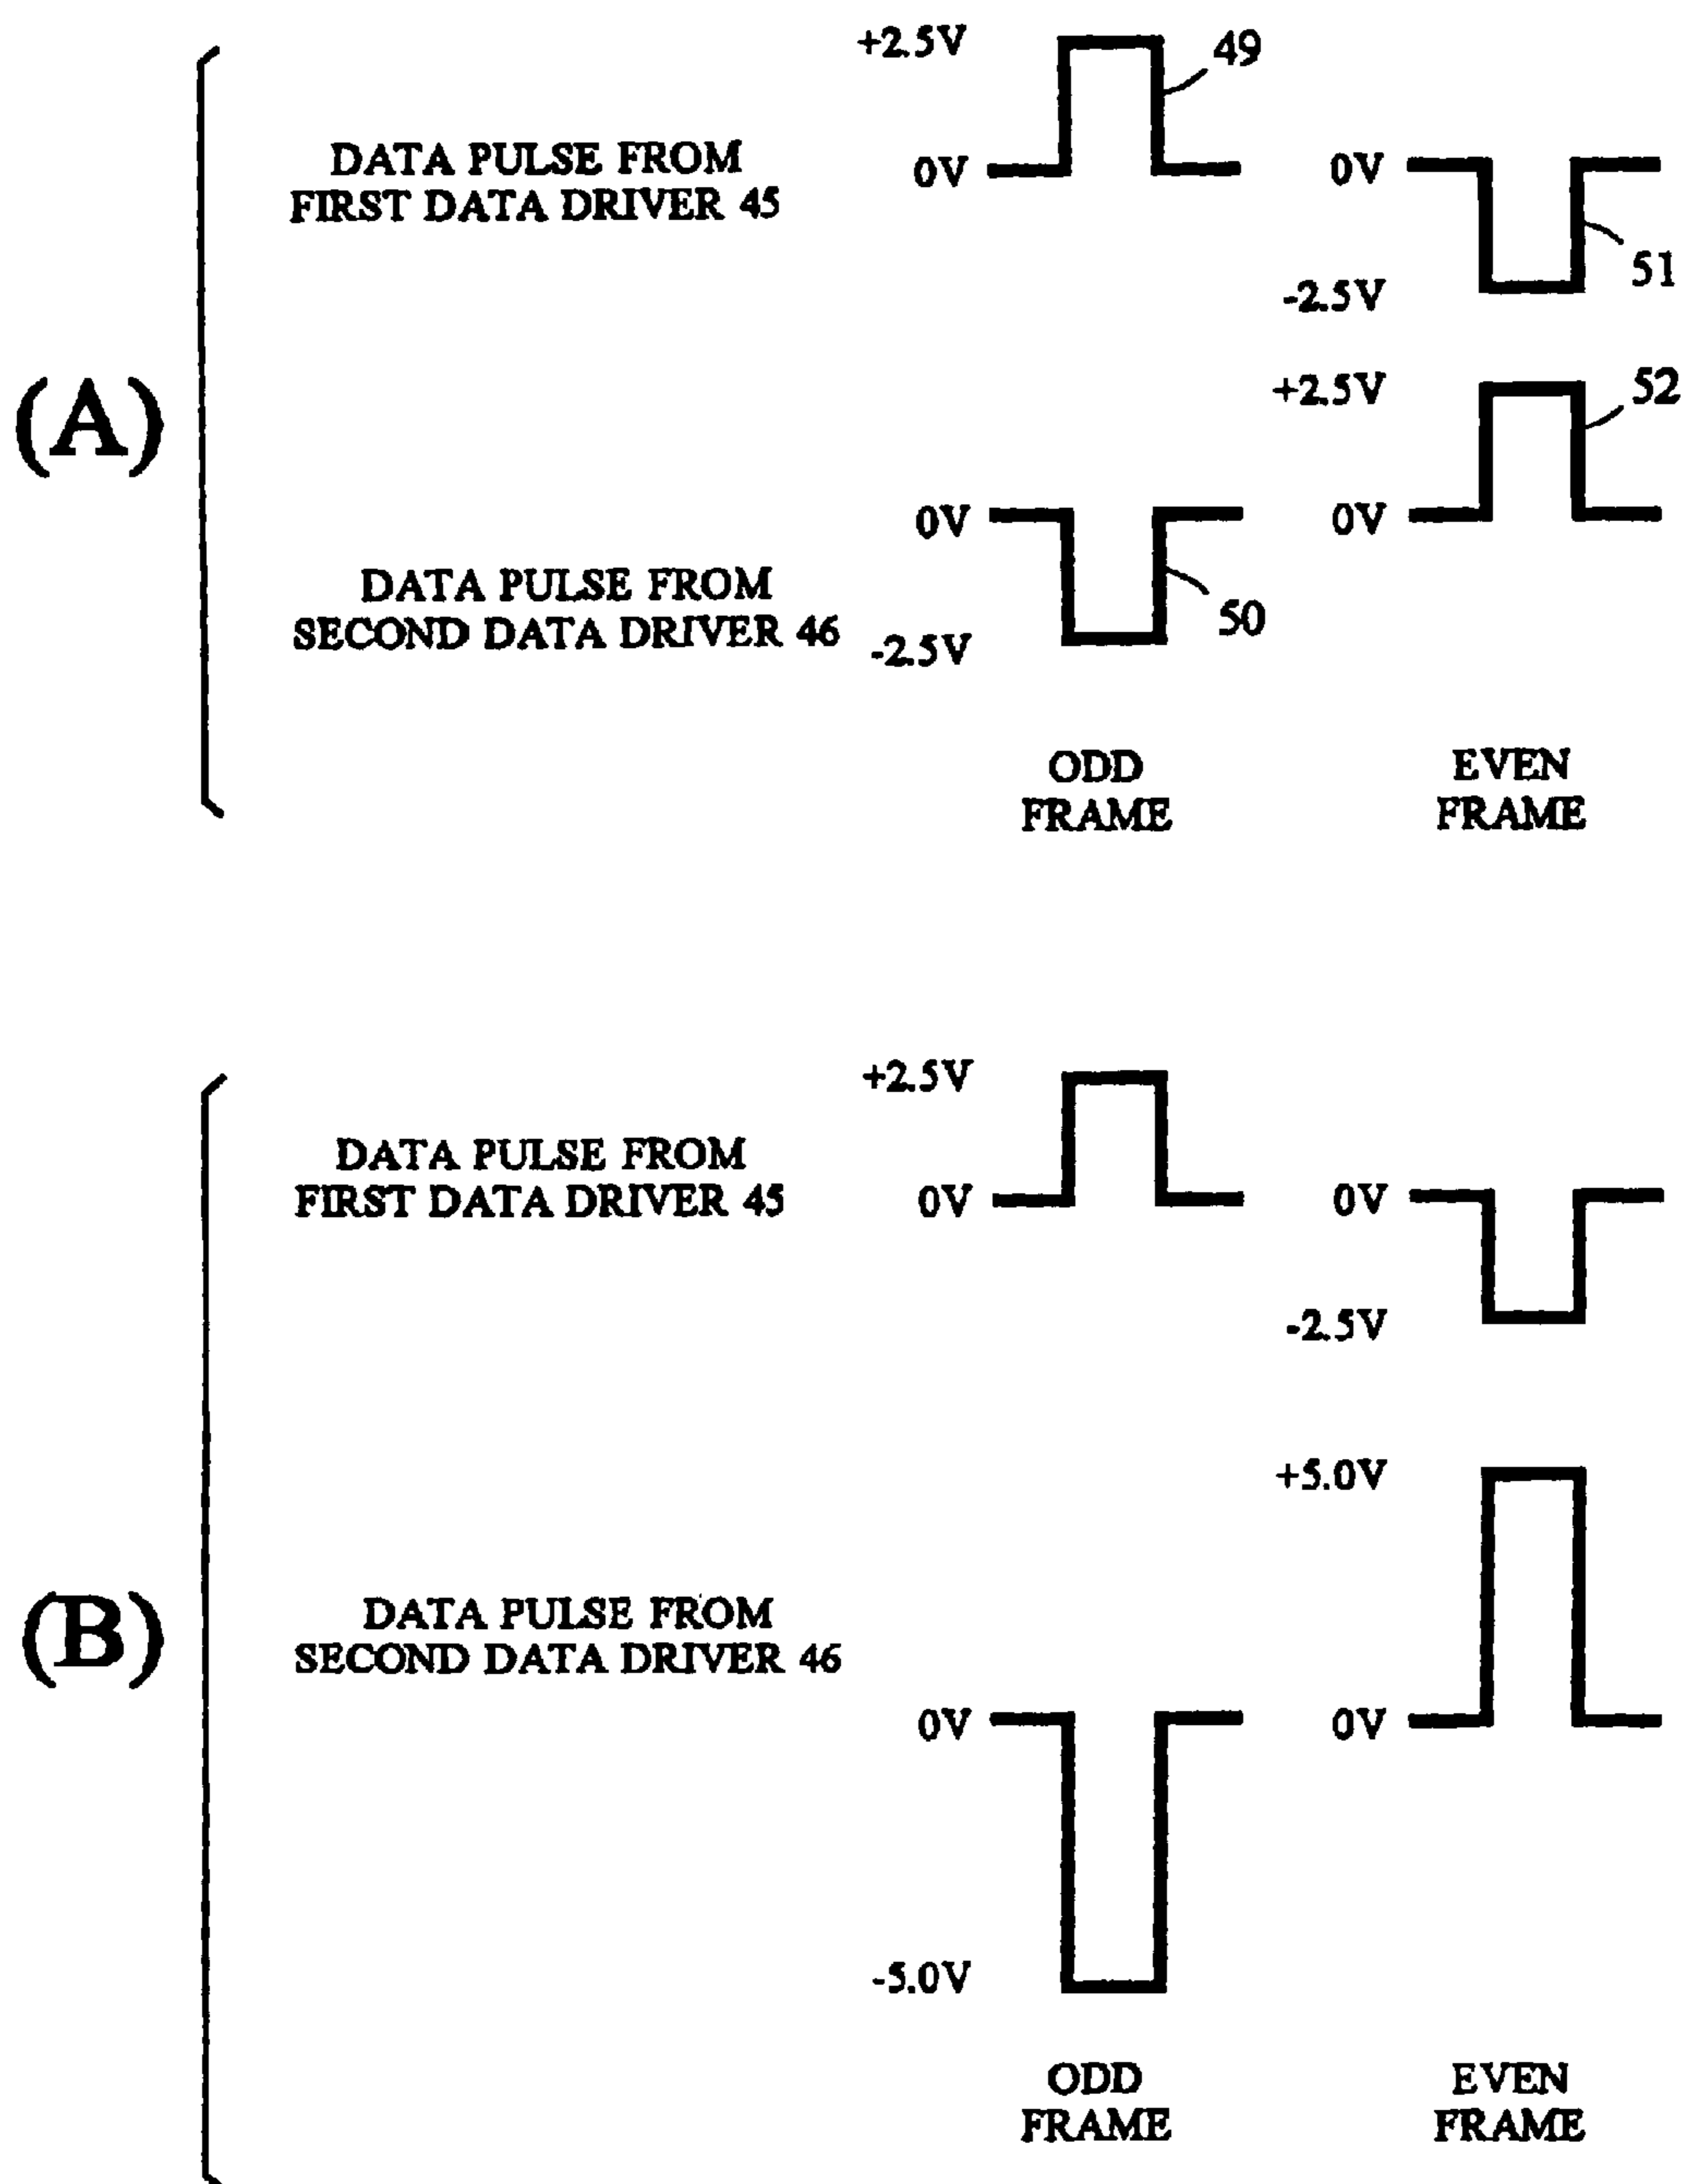 (A)
+2.5V
49
DATA PULSE FROM
FIRST DATA DRIVER 45
0V
0V
51
-2.5V
+2.5V
52
0V
0V
DATA PULSE FROM
SECOND DATA DRIVER 46
50
-2.5V
ODD
FRAME
EVEN
FRAME
(B)
+2.5V
DATA PULSE FROM
FIRST DATA DRIVER 45
0V
0V
-2.5V
+5.0V
DATA PULSE FROM
SECOND DATA DRIVER 46
0V
0V
-5.0V
ODD
FRAME
EVEN
FRAME